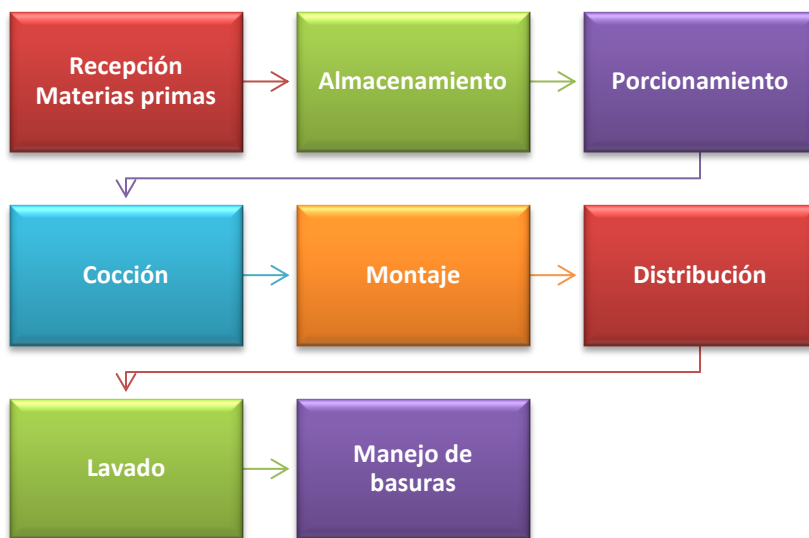 Recepción
Materias primas
Almacenamiento
Porcionamiento
Cocción
Montaje
Distribución
Lavado
Manejo de
basuras